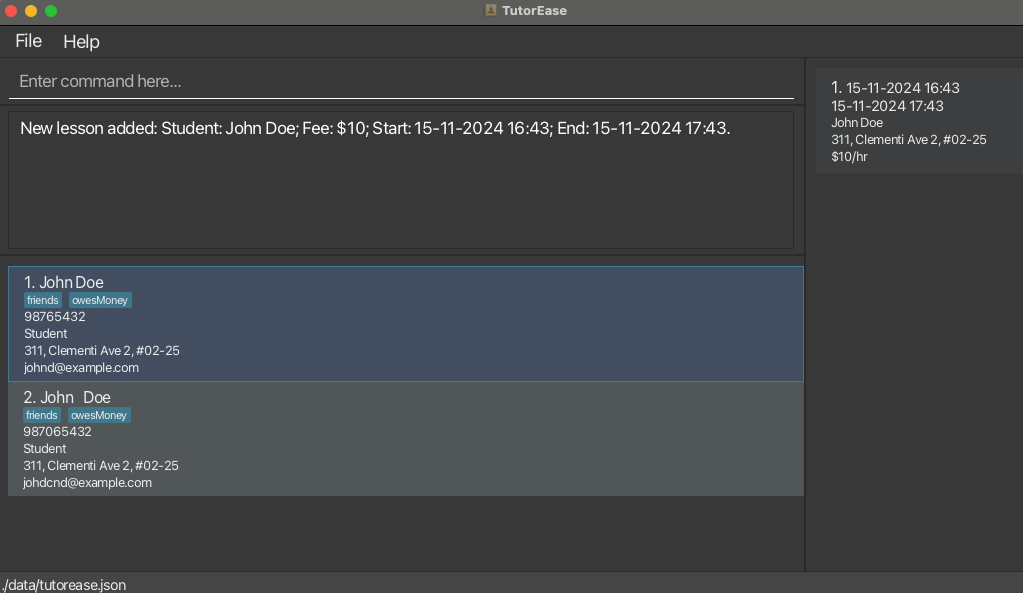 TutorEase
File Help
Enter command here...
New lesson added: Student: John Doe; Fee: $10; Start: 15-11-2024 16:43; End: 15-11-2024 17:43.
1. John Doe
friends owesMoney
98765432
Student
311, Clementi Ave 2, #02-25
johnd@example.com
2. John   Doe
friends owesMoney
987065432
Student
311, Clementi Ave 2, #02-25
johdcnd@example.com
1. 15-11-2024 16:43
15-11-2024 17:43
John Doe
311, Clementi Ave 2, #02-25
$10/hr
./data/tutorease.json